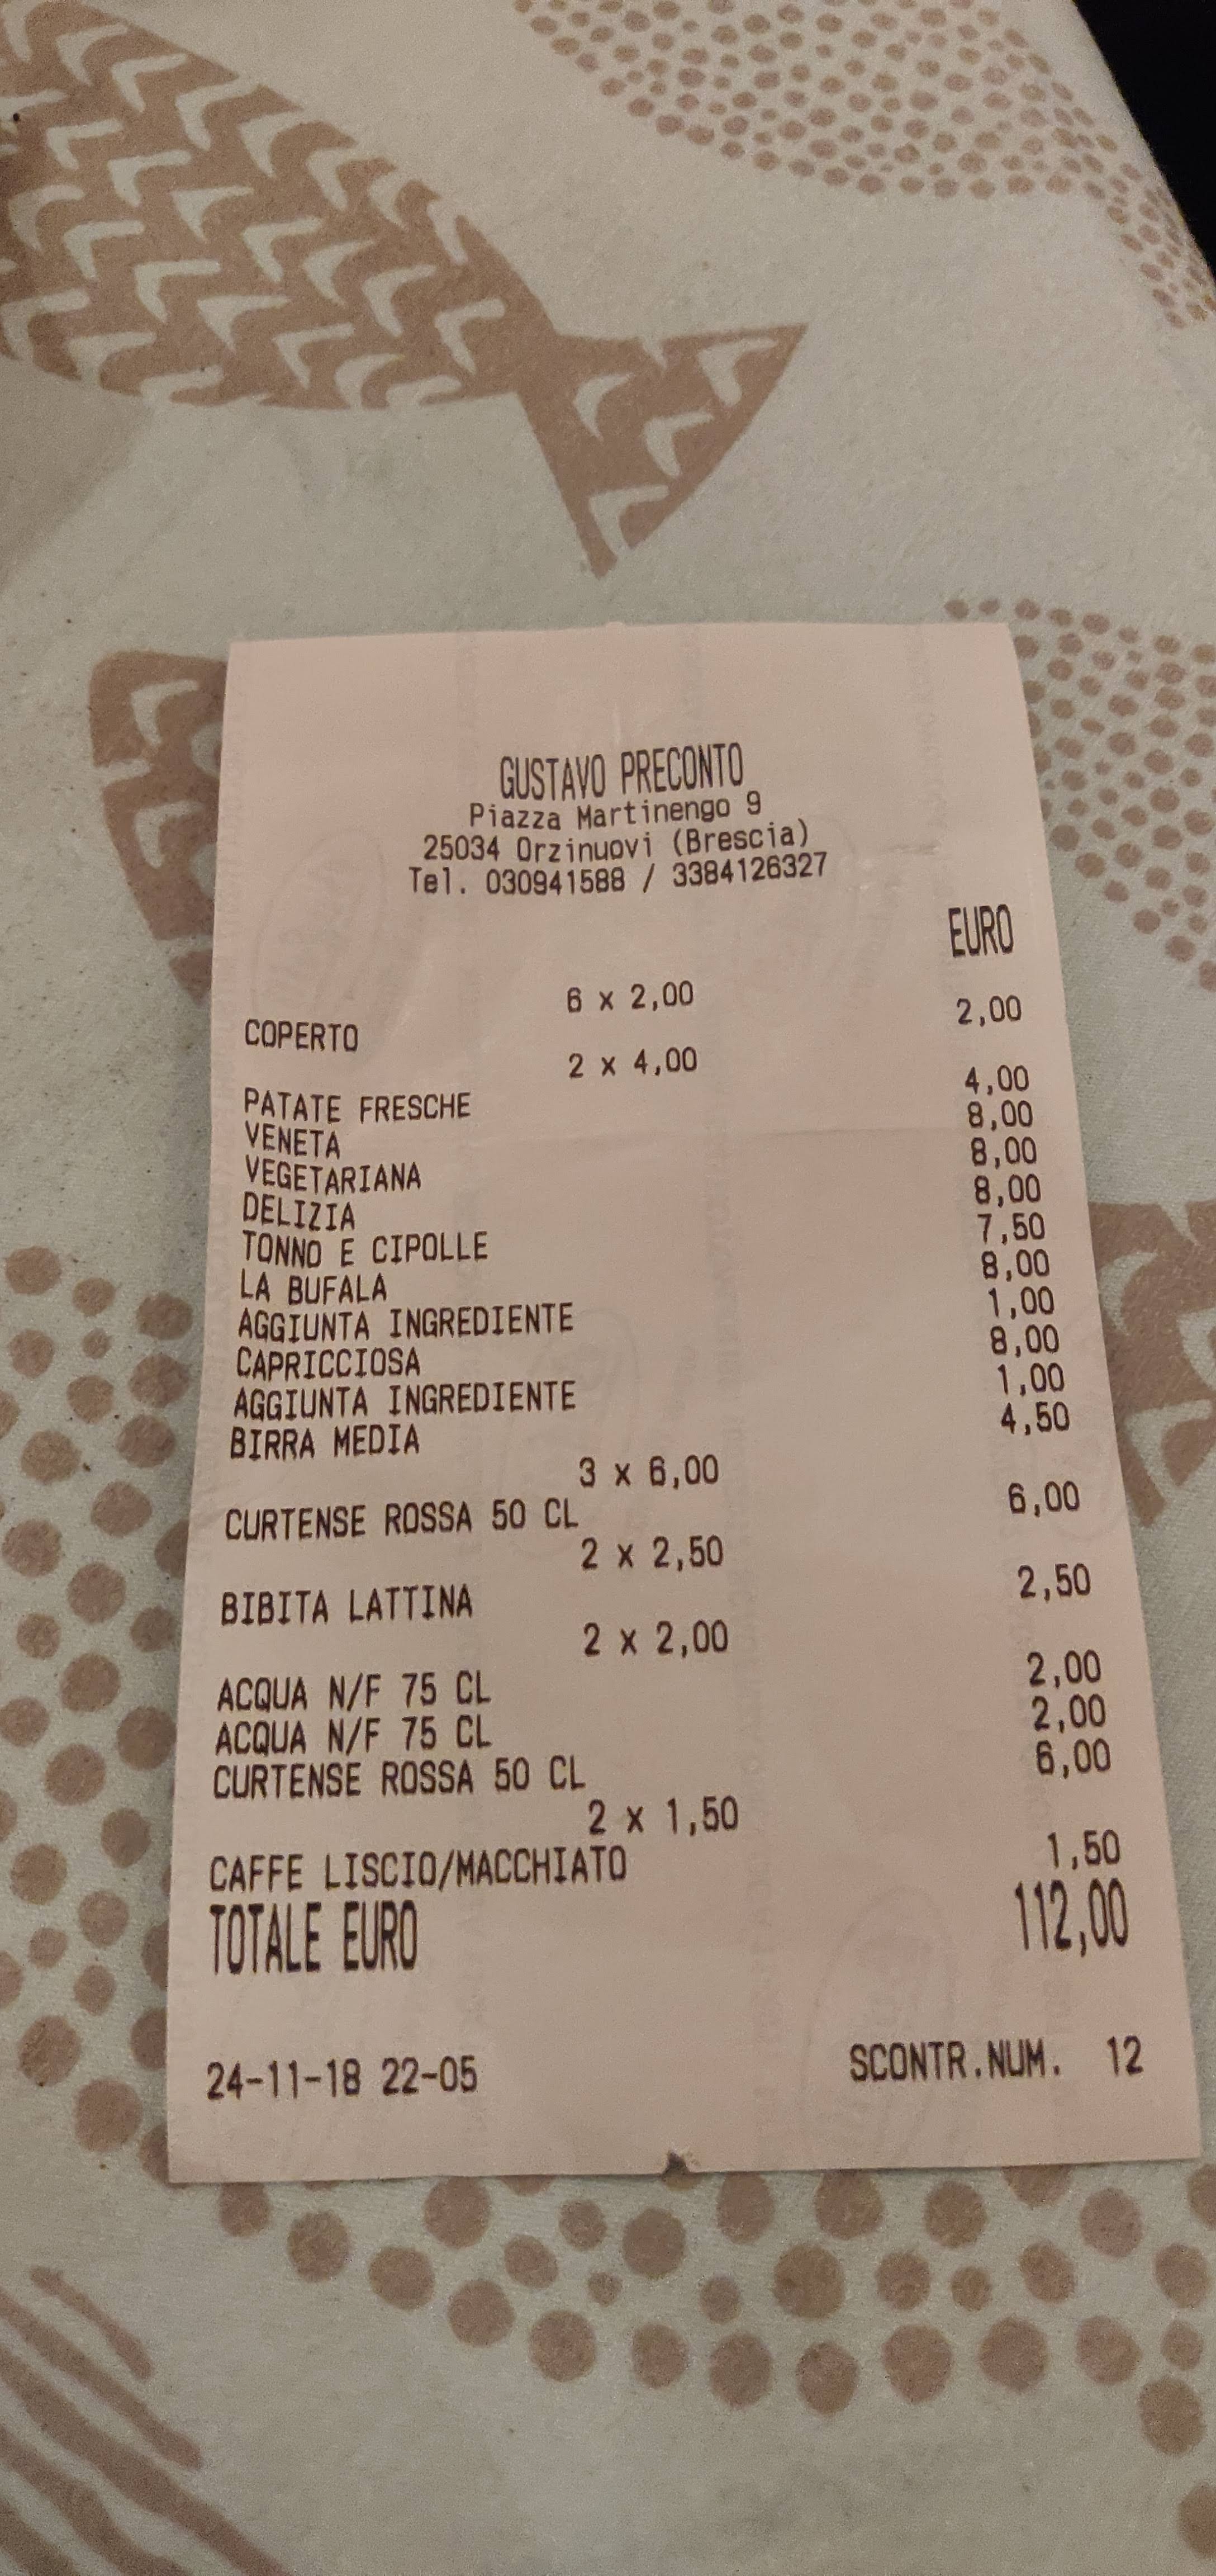 GUSTAVO PRECONTO
Piazza Martinengo 9
25034 Orzinuovi (Brescia)
Tel. 030941588 / 3384126327
EURO
6 x 2,00
COPERTO 2,00
2 x 4,00
PATATE FRESCHE 4,00
VENETA 8,00
VEGETARIANA 8,00
DELIZIA 8,00
TONNO E CIPOLLE 7,50
LA BUFALA 8,00
AGGIUNTA INGREDIENTE 1,00
CAPRICCIOSA 8,00
AGGIUNTA INGREDIENTE 1,00
BIRRA MEDIA 4,50
3 x 6,00
CURTENSE ROSSA 50 CL 6,00
2 x 2,50
BIBITA LATTINA 2,50
2 x 2,00
ACQUA N/F 75 CL 2,00
ACQUA N/F 75 CL 2,00
CURTENSE ROSSA 50 CL 6,00
2 x 1,50
CAFFE LISCIO/MACCHIATO 1,50
TOTALE EURO 112,00
24-11-18 22-05 SCONTR.NUM. 12